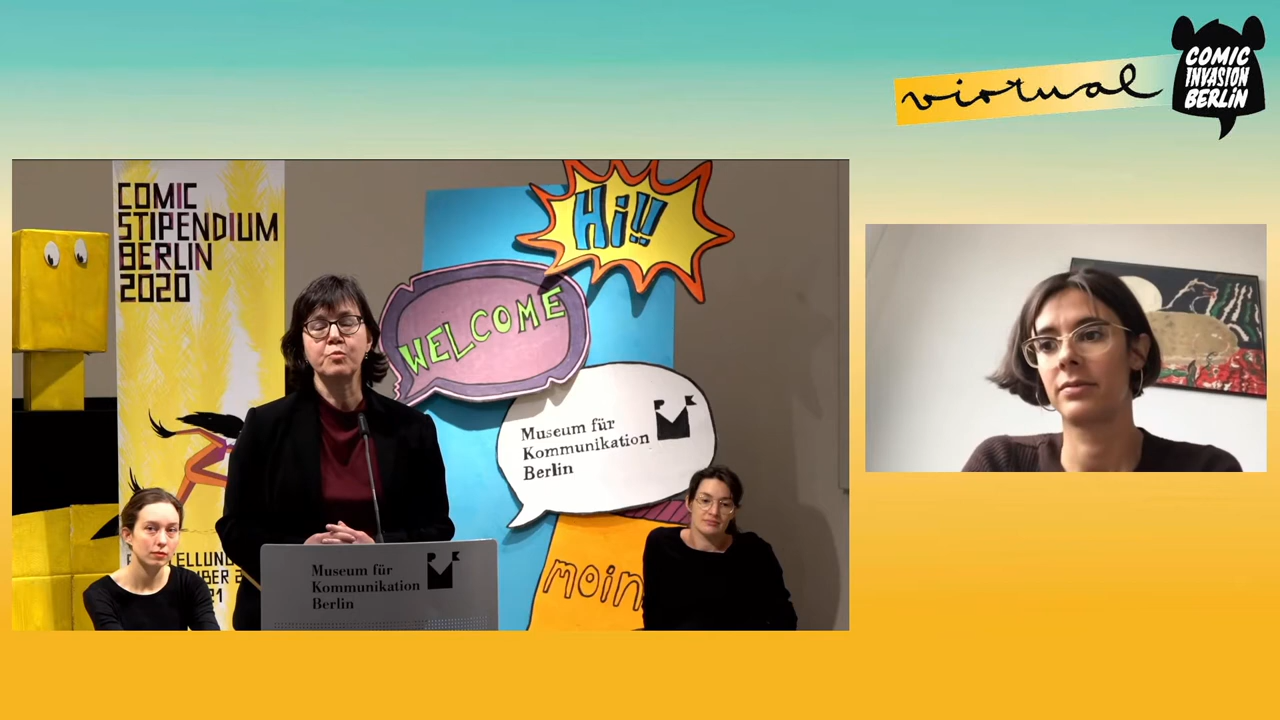 virtual
COMIC
INVASION
BERLIN
COMIC
STIPENDIUM
BERLIN
2020
Hi!!
WELCOME
Museum für
Kommunikation
Berlin
MOIN
Museum für
Kommunikation
Berlin